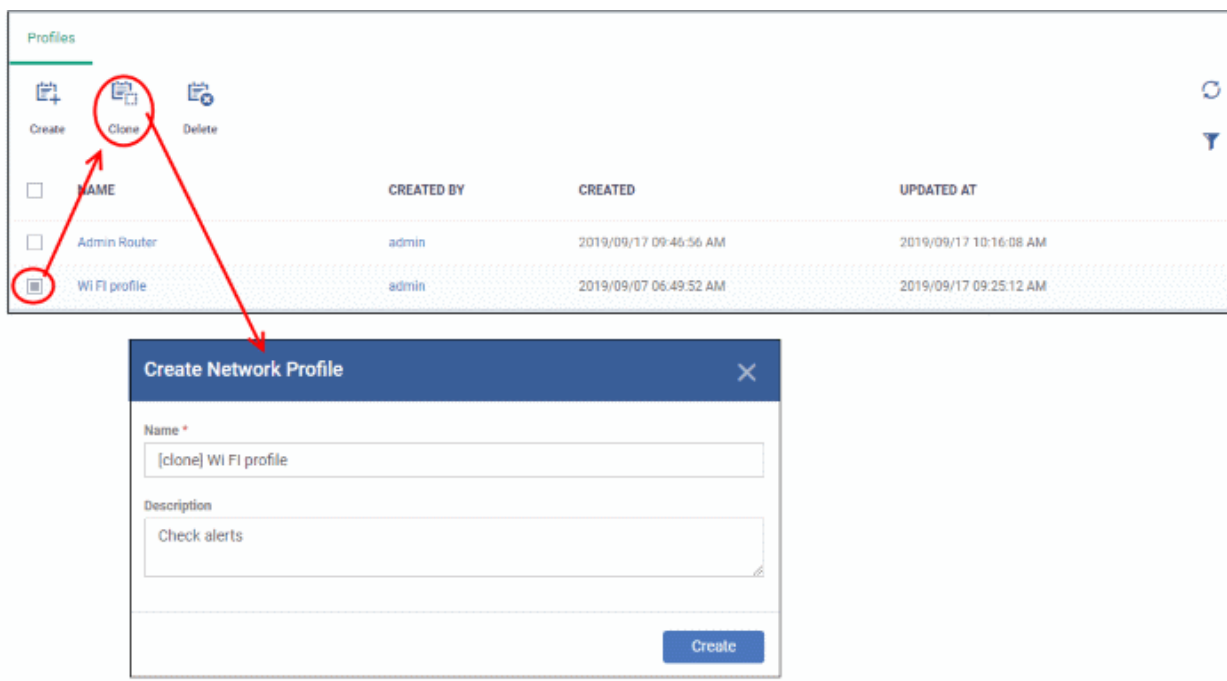 Profiles
Create Clone Delete
NAME CREATED BY CREATED UPDATED AT
Admin Router admin 2019/09/17 09:46:56 AM 2019/09/17 10:16:08 AM
Wi FI profile admin 2019/09/07 06:49:52 AM 2019/09/17 09:25:12 AM
Create Network Profile
Name *
[clone] Wi FI profile
Description
Check alerts
Create